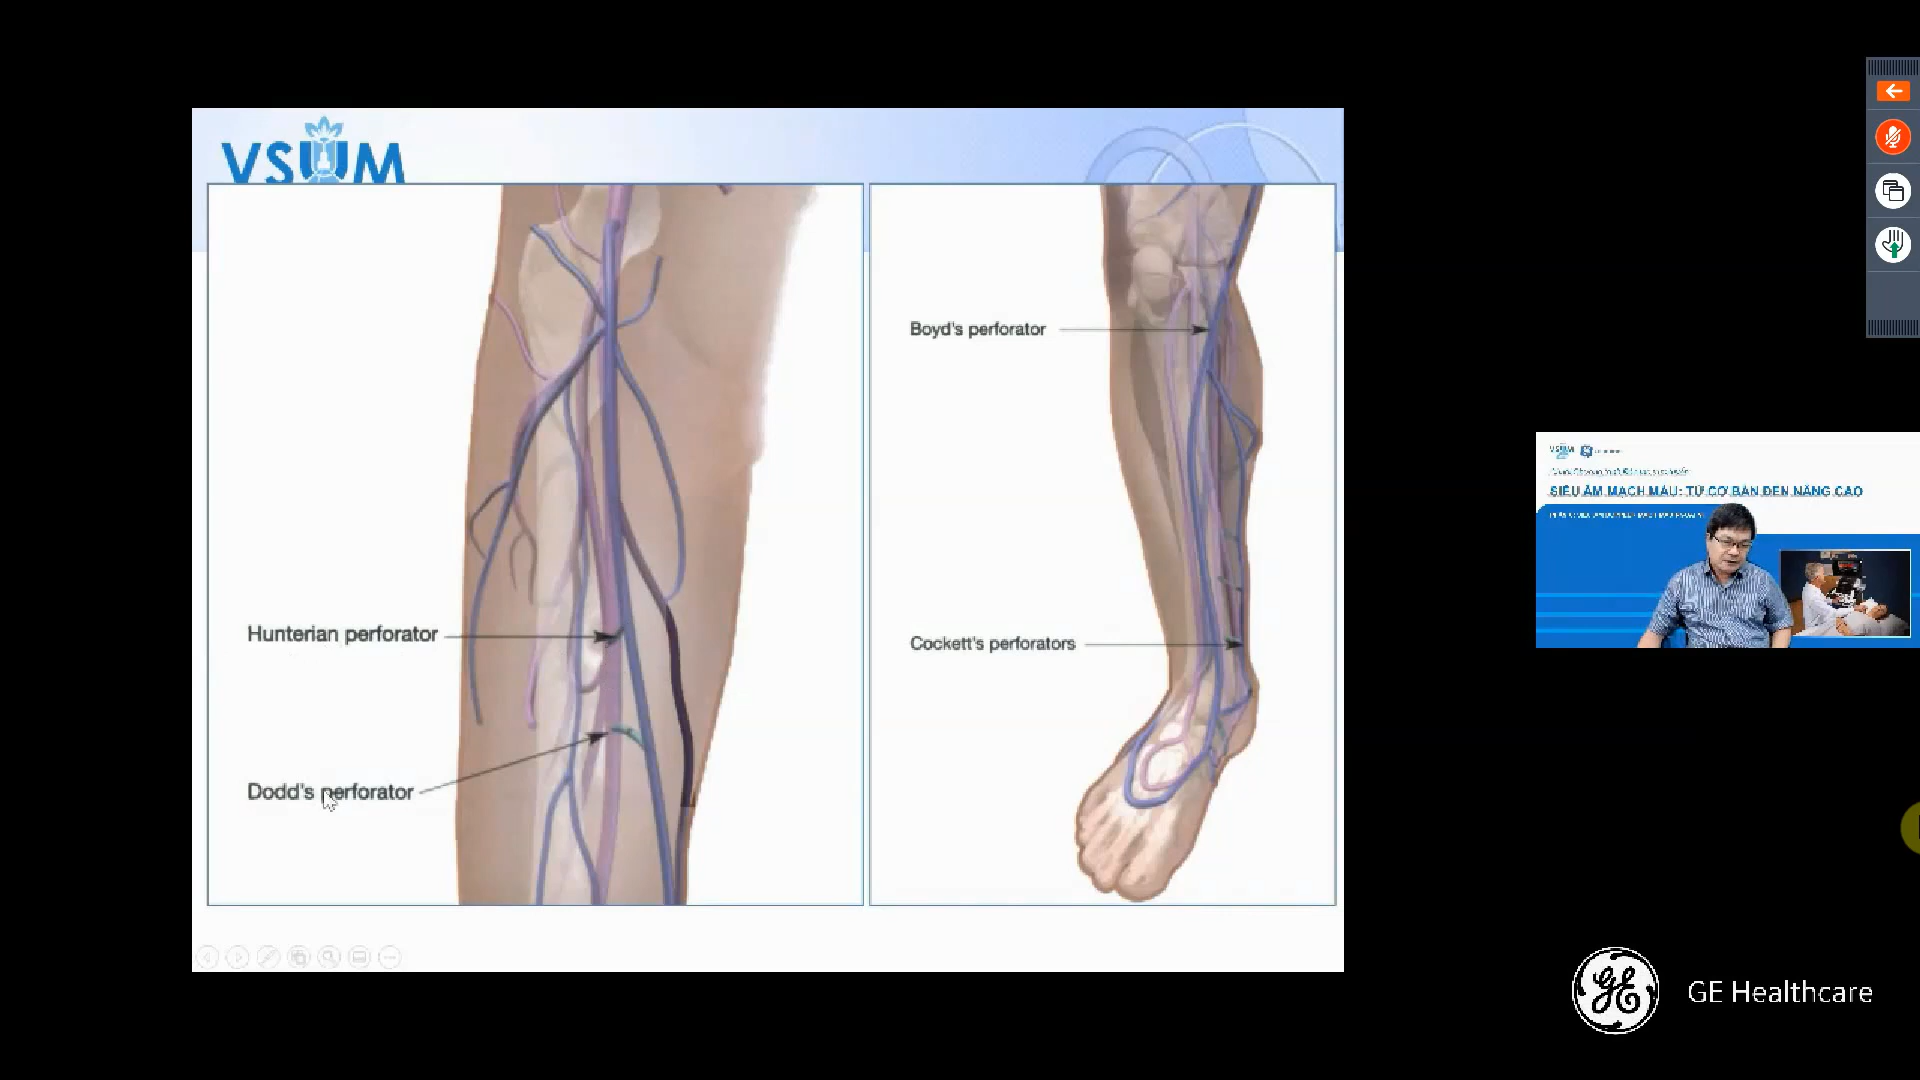 VSUM
Hunterian perforator
Dodd's perforator
Boyd's perforator
Cockett's perforators
VSUM
SIÊU ÂM MẠCH MÁU: TỪ CƠ BẢN ĐẾN NÂNG CAO
GE Healthcare